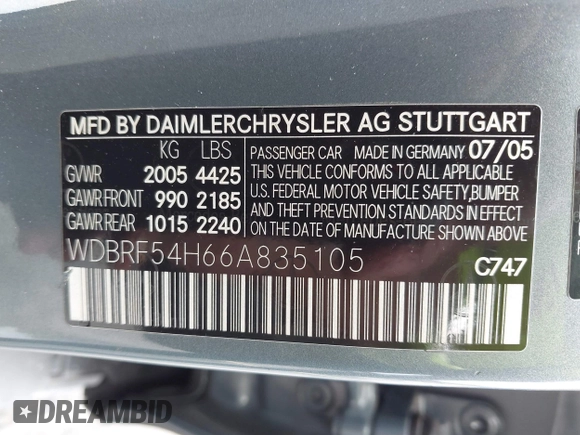 MFD BY DAIMLERCHRYSLER AG STUTTGART
KG LBS
GVWR 2005 4425
GAWR FRONT 990 2185
GAWR REAR 1015 2240
PASSENGER CAR MADE IN GERMANY 07/05
THIS VEHICLE CONFORMS TO ALL APPLICABLE
U.S. FEDERAL MOTOR VEHICLE SAFETY, BUMPER
AND THEFT PREVENTION STANDARDS IN EFFECT
ON THE DATE OF MANUFACTURE SHOWN ABOVE.
WDBRF54H66A835105
C747
DREAMBID